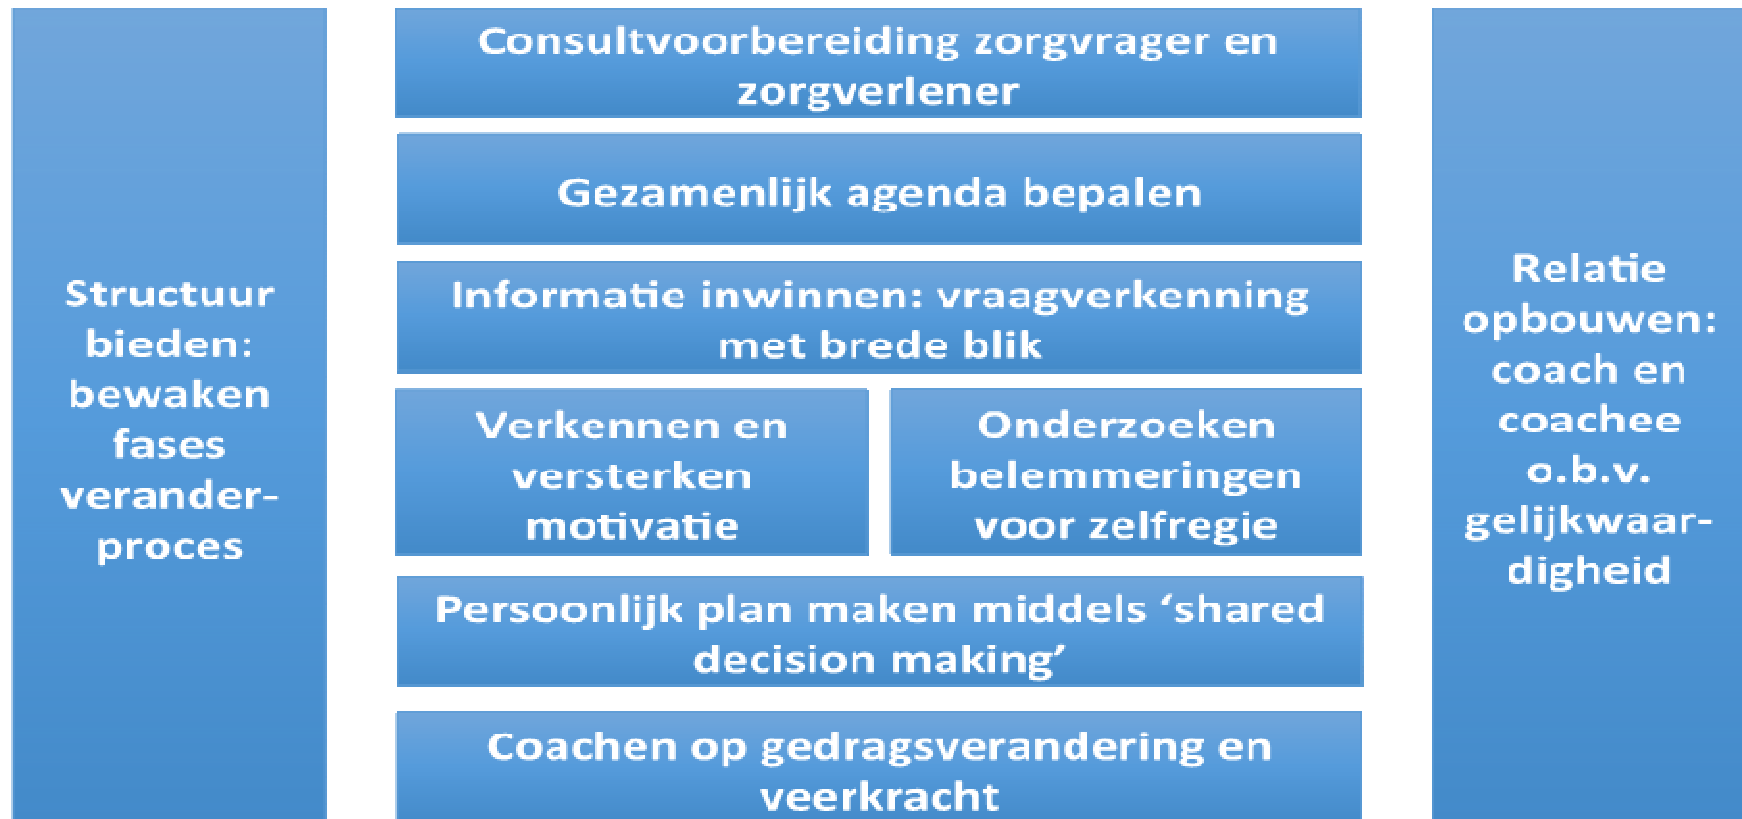 Structuur
bieden:
bewaken
fases
verander-
proces
Consultvoorbereiding zorgvrager en
zorgverlener
Gezamenlijk agenda bepalen
Informatie inwinnen: vraagverkenning
met brede blik
Verkennen en
versterken
motivatie
Onderzoeken
belemmeringen
voor zelfregie
Persoonlijk plan maken middels ‘shared
decision making’
Coachen op gedragsverandering en
veerkracht
Relatie
opbouwen:
coach en
coachee
o.b.v.
gelijkwaar-
digheid